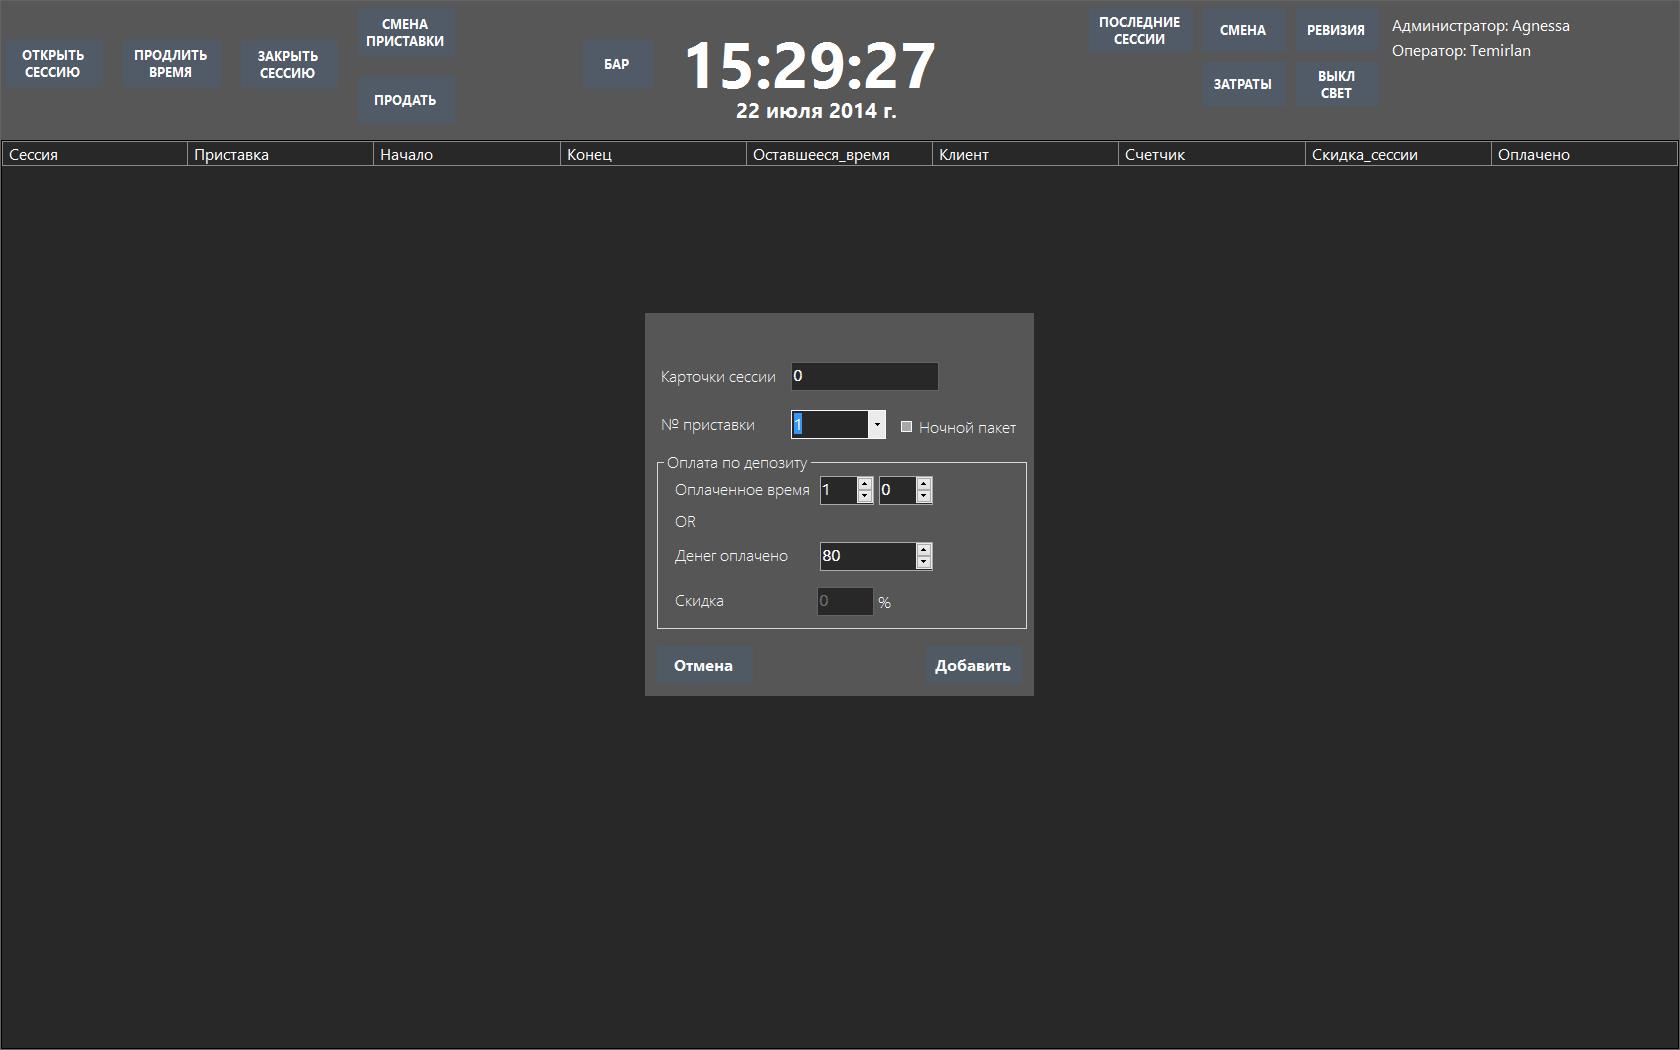 ОТКРЫТЬ
СЕССИЮ
ПРОДЛИТЬ
ВРЕМЯ
ЗАКРЫТЬ
СЕССИЮ
СМЕНА
ПРИСТАВКИ
ПРОДАТЬ
БАР
15:29:27
22 июля 2014 г.
ПОСЛЕДНИЕ
СЕССИИ
СМЕНА
РЕВИЗИЯ
ЗАТРАТЫ
ВЫКЛ
СВЕТ
Администратор: Agnessa
Оператор: Temirlan
Сессия Приставка Начало Конец Оставшееся_время Клиент Счетчик Скидка_сессии Оплачено
Карточки сессии 0
№ приставки 1 Ночной пакет
Оплата по депозиту
Оплаченное время 1 0
OR
Денег оплачено 80
Скидка 0 %
Отмена Добавить